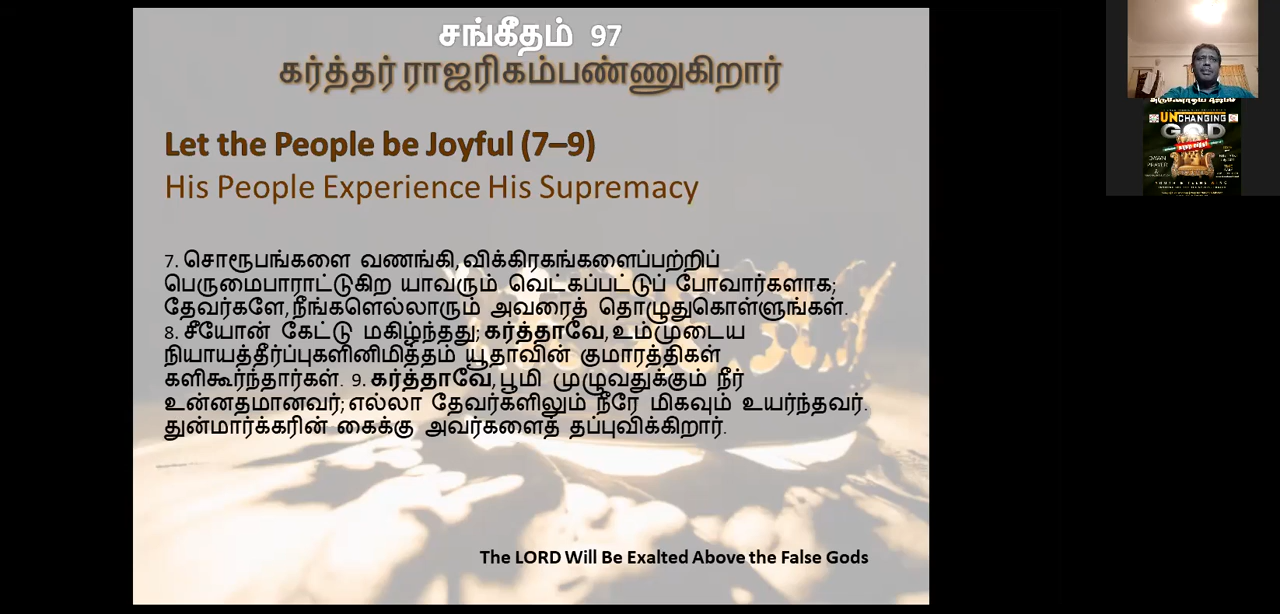 சங்கீதம் 97
கர்த்தர் ராஜரிகம்பண்ணுகிறார்
Let the People be Joyful (7–9)
His People Experience His Supremacy
7. சொரூபங்களை வணங்கி,விக்கிரகங்களைப்பற்றிப்
பெருமைபாராட்டுகிற யாவரும் வெட்கப்பட்டுப் போவார்களாக;
தேவர்களே,நீங்களெல்லாரும் அவரைத் தொழுதுகொள்ளுங்கள்.
8. சீயோன் கேட்டு மகிழ்ந்தது; கர்த்தாவே,உம்முடைய
நியாயத்தீர்ப்புகளினிமித்தம் யூதாவின் குமாரத்திகள்
களிகூர்ந்தார்கள். 9. கர்த்தாவே,பூமி முழுவதுக்கும் நீர்
உன்னதமானவர்;எல்லா தேவர்களிலும் நீரே மிகவும் உயர்ந்தவர்.
துன்மார்க்கரின் கைக்கு அவர்களைத் தப்புவிக்கிறார்.
The LORD Will Be Exalted Above the False Gods
UNCHANGING
GOD
DAWN
PRAYER